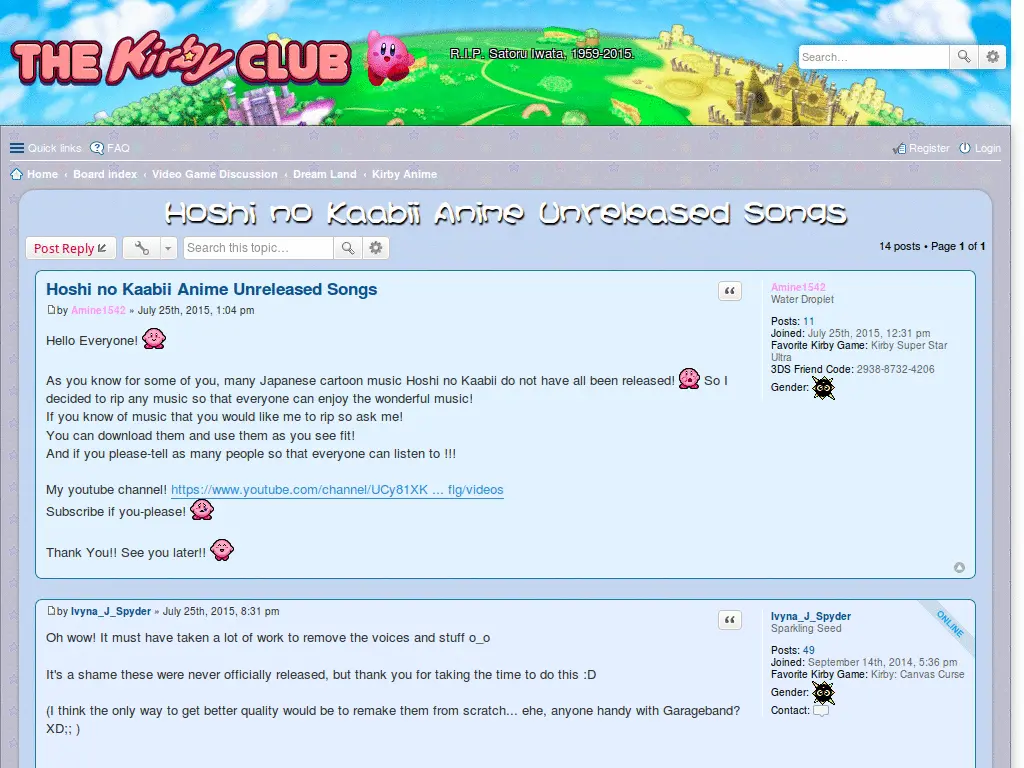 THE Kirby CLUB
R.I.P. Satoru Iwata, 1959-2015.
Search…
Quick links FAQ
Register Login
Home ‹ Board index ‹ Video Game Discussion ‹ Dream Land ‹ Kirby Anime
Hoshi no Kaabii Anime Unreleased Songs
Post Reply
Search this topic…
14 posts • Page 1 of 1
Hoshi no Kaabii Anime Unreleased Songs
by Amine1542 » July 25th, 2015, 1:04 pm
Hello Everyone!
As you know for some of you, many Japanese cartoon music Hoshi no Kaabii do not have all been released! So I
decided to rip any music so that everyone can enjoy the wonderful music!
If you know of music that you would like me to rip so ask me!
You can download them and use them as you see fit!
And if you please-tell as many people so that everyone can listen to !!!
My youtube channel! https://www.youtube.com/channel/UCy81XK ... flg/videos
Subscribe if you-please!
Thank You!! See you later!!
Amine1542
Water Droplet
Posts: 11
Joined: July 25th, 2015, 12:31 pm
Favorite Kirby Game: Kirby Super Star
Ultra
3DS Friend Code: 2938-8732-4206
Gender:
by Ivyna_J_Spyder » July 25th, 2015, 8:31 pm
Oh wow! It must have taken a lot of work to remove the voices and stuff o_o
It's a shame these were never officially released, but thank you for taking the time to do this :D
(I think the only way to get better quality would be to remake them from scratch... ehe, anyone handy with Garageband?
XD;; )
Ivyna_J_Spyder
Sparkling Seed
ONLINE
Posts: 49
Joined: September 14th, 2014, 5:36 pm
Favorite Kirby Game: Kirby: Canvas Curse
Gender:
Contact: